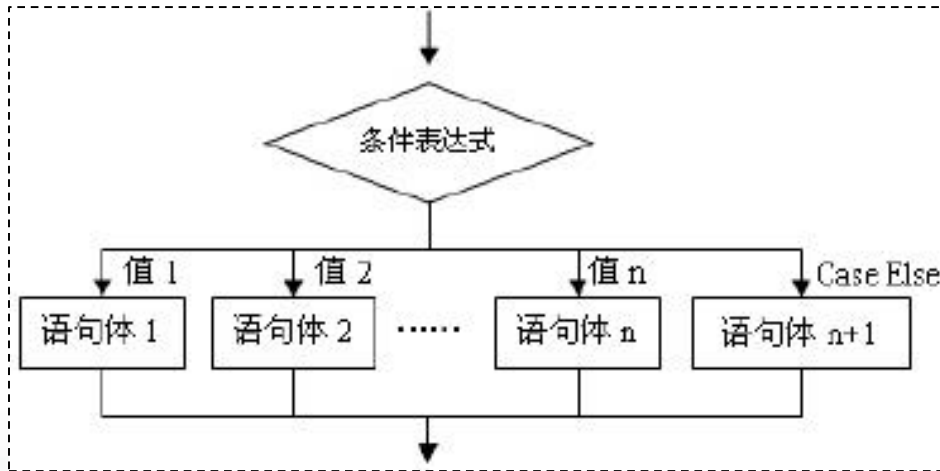 条件表达式
值 1
值 2
值 n
Case Else
语句体 1
语句体 2
……
语句体 n
语句体 n+1